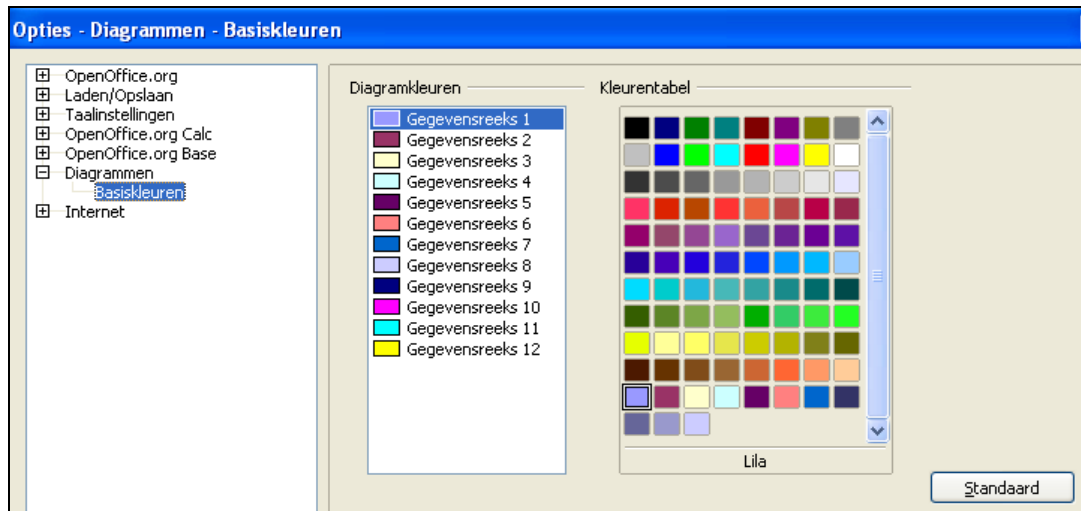 Opties - Diagrammen - Basiskleuren
OpenOffice.org
Laden/Opslaan
Taalinstellingen
OpenOffice.org Calc
OpenOffice.org Base
Diagrammen
Basiskleuren
Internet
Diagramkleuren
Gegevensreeks 1
Gegevensreeks 2
Gegevensreeks 3
Gegevensreeks 4
Gegevensreeks 5
Gegevensreeks 6
Gegevensreeks 7
Gegevensreeks 8
Gegevensreeks 9
Gegevensreeks 10
Gegevensreeks 11
Gegevensreeks 12
Kleurentabel
Lila
Standaard